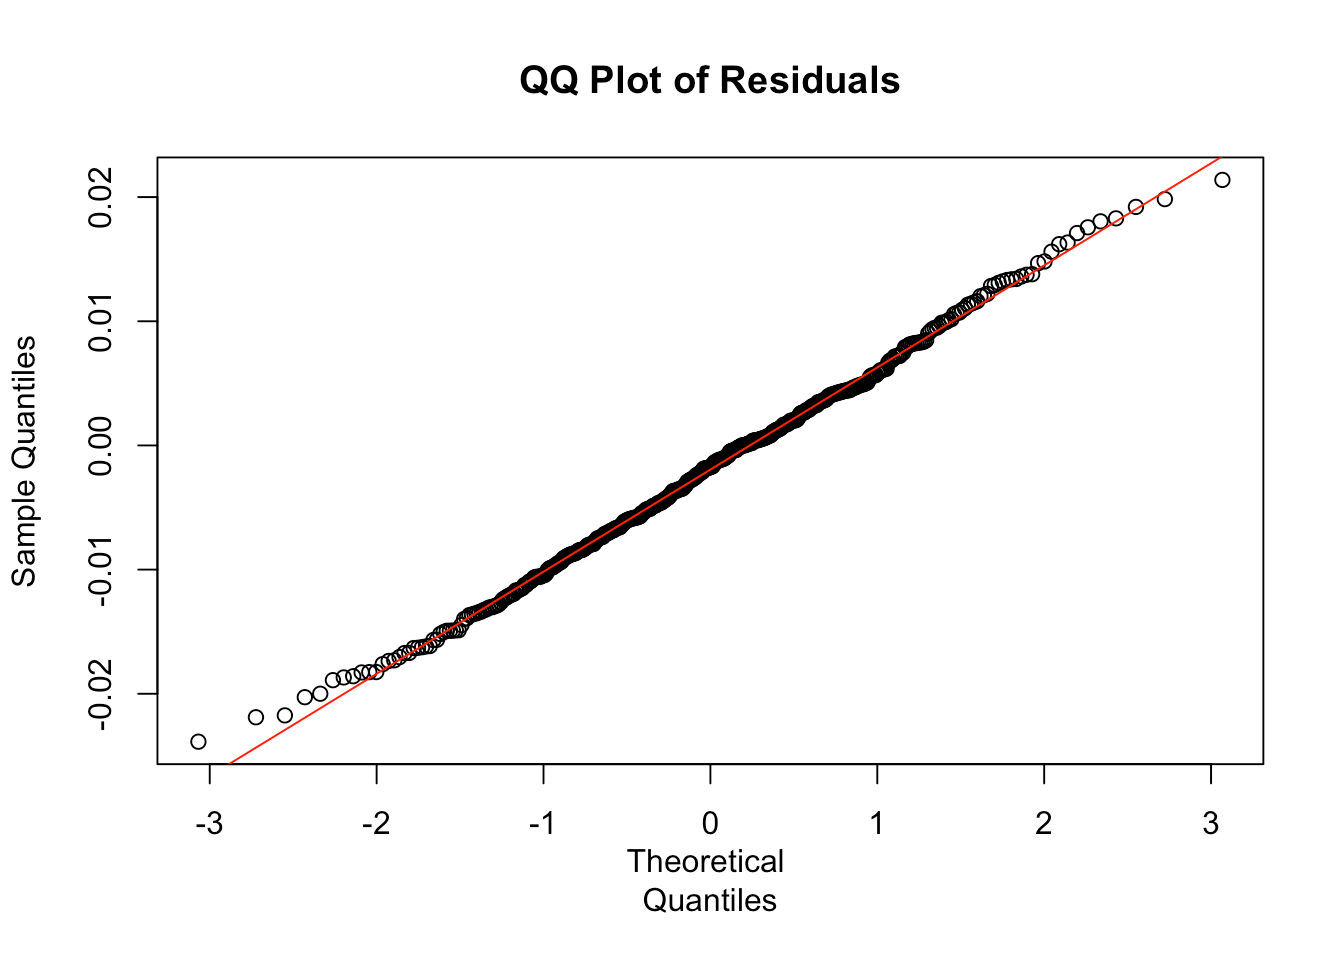 QQ Plot of Residuals
Sample Quantiles
0.02
0.01
0.00
-0.01
-0.02
-3 -2 -1 0 1 2 3
Theoretical
Quantiles